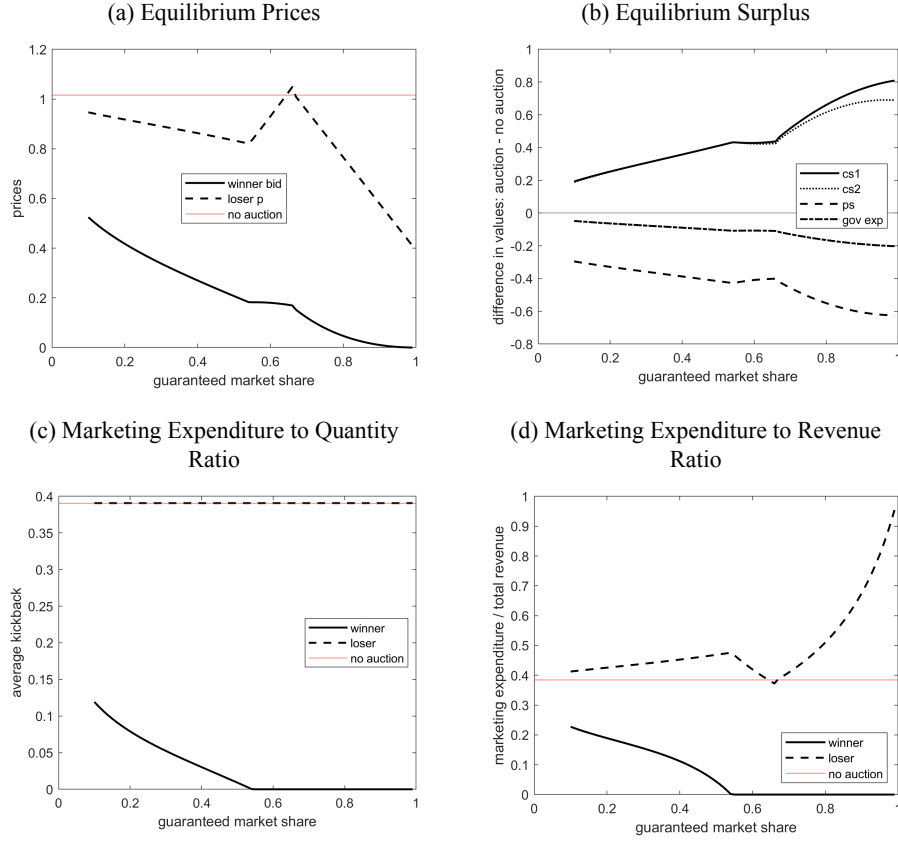 (a) Equilibrium Prices
1.2
1
0.8
0.6
0.4
0.2
0
prices
winner bid
loser p
no auction
0
0.2
0.4
0.6
0.8
1
guaranteed market share
(b) Equilibrium Surplus
1
0.8
0.6
0.4
0.2
0
-0.2
-0.4
-0.6
-0.8
difference in values: auction - no auction
cs1
cs2
ps
gov exp
0
0.2
0.4
0.6
0.8
1
guaranteed market share
(c) Marketing Expenditure to Quantity
Ratio
0.4
0.35
0.3
0.25
0.2
0.15
0.1
0.05
0
average kickback
winner
loser
no auction
0
0.2
0.4
0.6
0.8
1
guaranteed market share
(d) Marketing Expenditure to Revenue
Ratio
1
0.9
0.8
0.7
0.6
0.5
0.4
0.3
0.2
0.1
0
marketing expenditure / total revenue
winner
loser
no auction
0
0.2
0.4
0.6
0.8
1
guaranteed market share